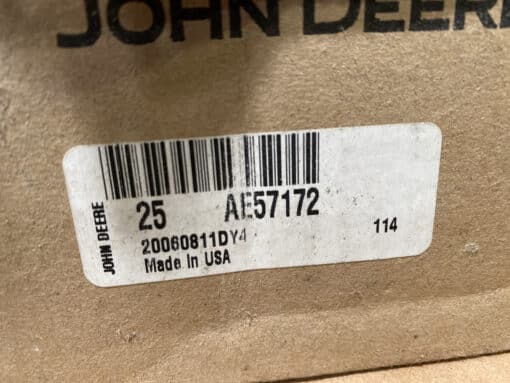 JOHN DEERE
JOHN DEERE
25 AE57172
20060811DY4
114
Made In USA